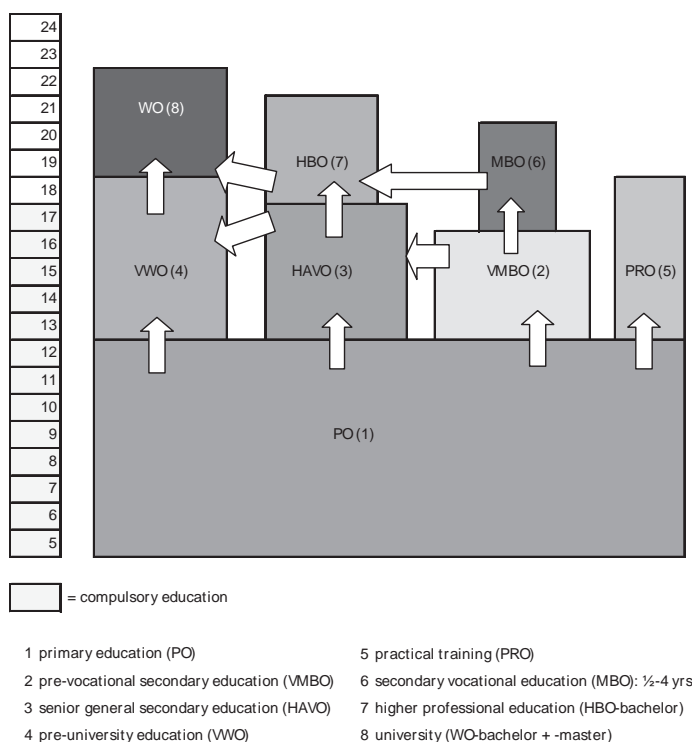 24
23
22
21
20
19
18
17
16
15
14
13
12
11
10
9
8
7
6
5
WO (8)
HBO (7)
MBO (6)
VWO (4)
HAVO (3)
VMBO (2)
PRO (5)
PO (1)
= compulsory education
1 primary education (PO)
2 pre-vocational secondary education (VMBO)
3 senior general secondary education (HAVO)
4 pre-university education (VWO)
5 practical training (PRO)
6 secondary vocational education (MBO): ½-4 yrs
7 higher professional education (HBO-bachelor)
8 university (WO-bachelor + -master)